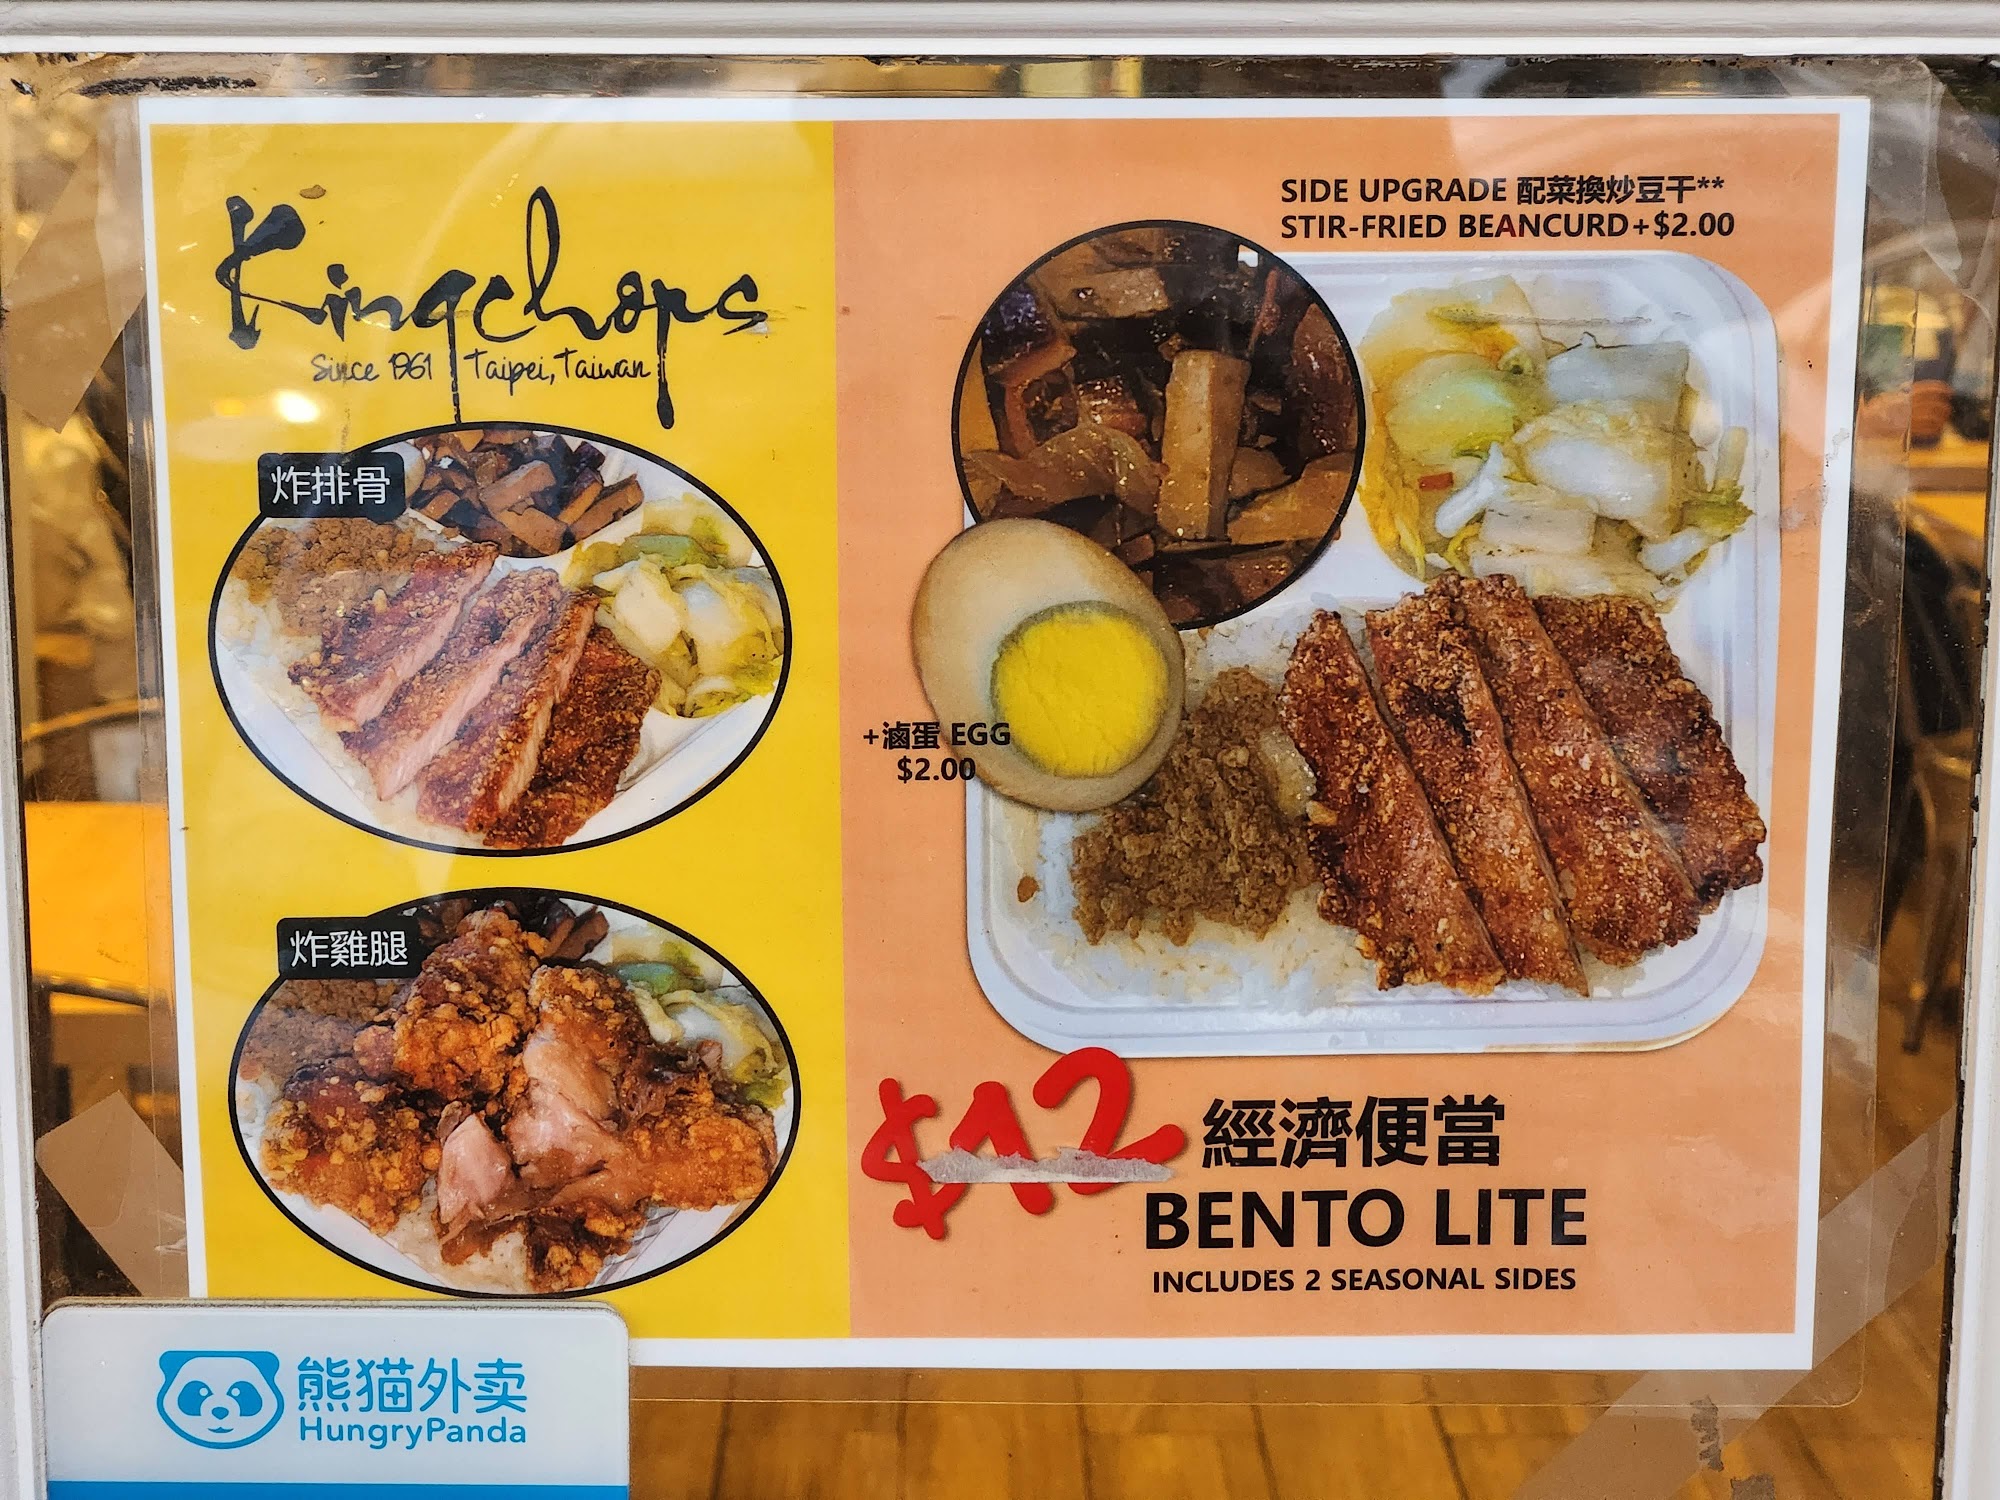 Kingchops
Since 1961 Taipei, Taiwan
炸排骨
炸雞腿
SIDE UPGRADE 配菜換炒豆干**
STIR-FRIED BEANCURD+$2.00
+滷蛋 EGG
$2.00
$12
經濟便當
BENTO LITE
INCLUDES 2 SEASONAL SIDES
熊猫外卖
HungryPanda